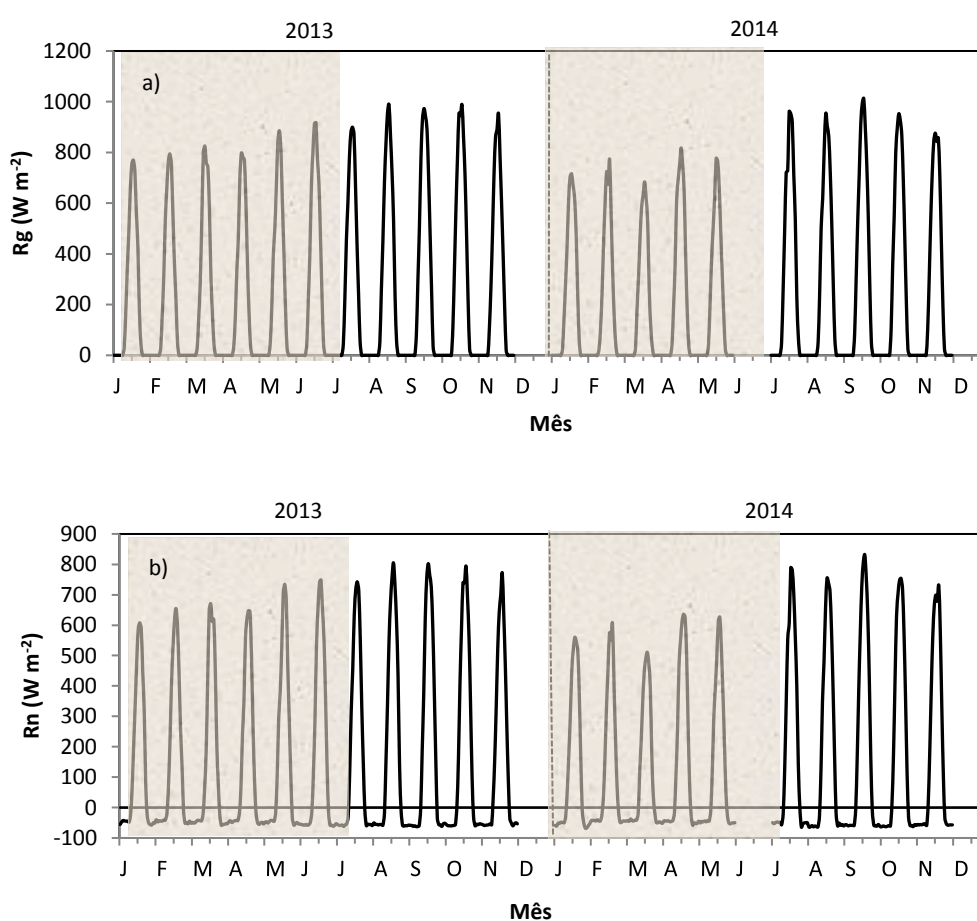 2013 2014
a)
Rg (W m-2)
1200
1000
800
600
400
200
0
J F M A M J J A S O N D J F M A M J J A S O N D
Mês
2013 2014
b)
Rn (W m-2)
900
800
700
600
500
400
300
200
100
0
-100
J F M A M J J A S O N D J F M A M J J A S O N D
Mês